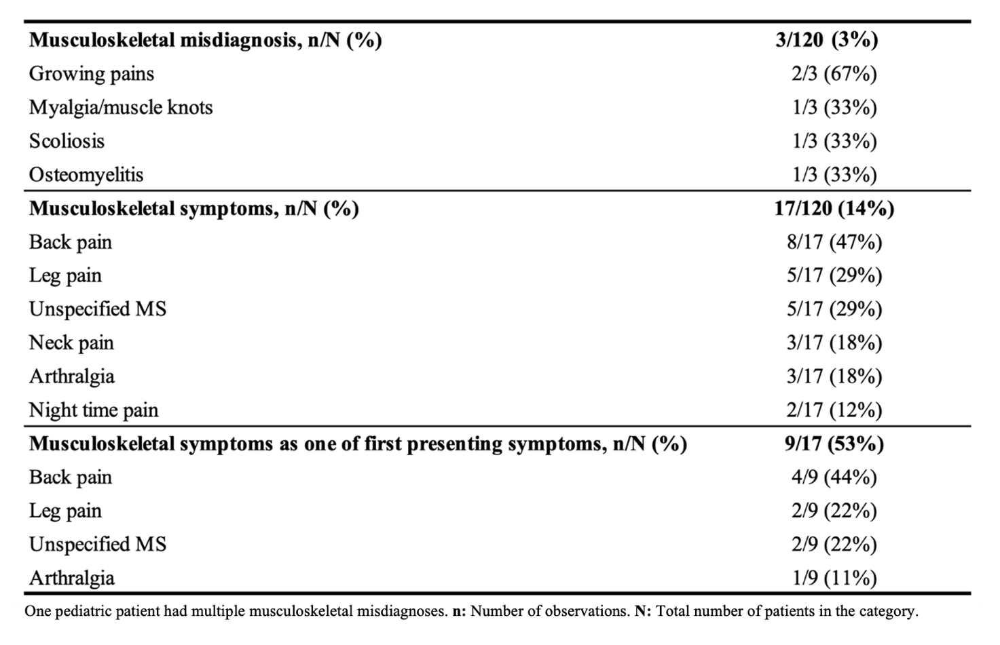 Musculoskeletal misdiagnosis, n/N (%) 3/120 (3%)
Growing pains 2/3 (67%)
Myalgia/muscle knots 1/3 (33%)
Scoliosis 1/3 (33%)
Osteomyelitis 1/3 (33%)
Musculoskeletal symptoms, n/N (%) 17/120 (14%)
Back pain 8/17 (47%)
Leg pain 5/17 (29%)
Unspecified MS 5/17 (29%)
Neck pain 3/17 (18%)
Arthralgia 3/17 (18%)
Night time pain 2/17 (12%)
Musculoskeletal symptoms as one of first presenting symptoms, n/N (%) 9/17 (53%)
Back pain 4/9 (44%)
Leg pain 2/9 (22%)
Unspecified MS 2/9 (22%)
Arthralgia 1/9 (11%)
One pediatric patient had multiple musculoskeletal misdiagnoses. n: Number of observations. N: Total number of patients in the category.